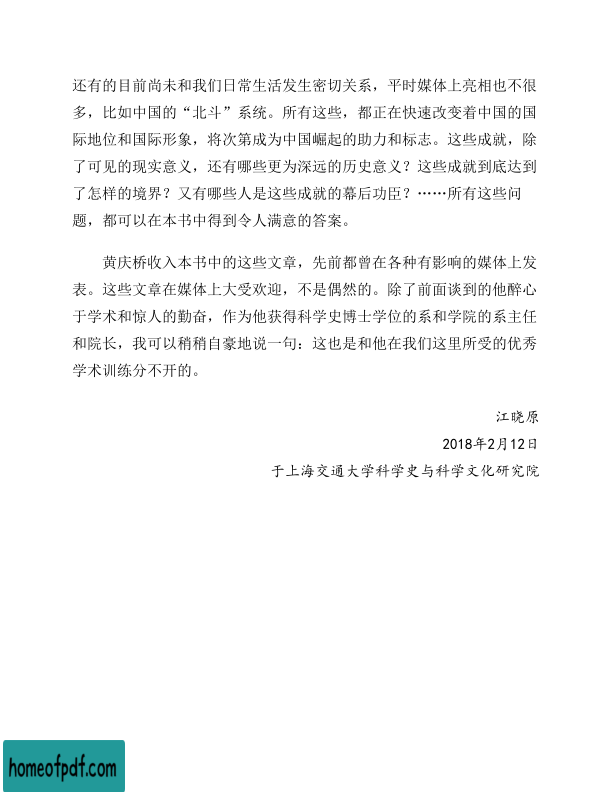 还有的目前尚未和我们日常生活发生密切关系，平时媒体上亮相也不很
多，比如中国的“北斗”系统。所有这些，都正在快速改变着中国的国
际地位和国际形象，将次第成为中国崛起的助力和标志。这些成就，除
了可见的现实意义，还有哪些更为深远的历史意义？这些成就到底达到
了怎样的境界？又有哪些人是这些成就的幕后功臣？……所有这些问
题，都可以在本书中得到令人满意的答案。
黄庆桥收入本书中的这些文章，先前都曾在各种有影响的媒体上发
表。这些文章在媒体上大受欢迎，不是偶然的。除了前面谈到的他醉心
于学术和惊人的勤奋，作为他获得科学史博士学位的系和学院的系主任
和院长，我可以稍稍自豪地说一句：这也是和他在我们这里所受的优秀
学术训练分不开的。
江晓原
2018年2月12日
于上海交通大学科学史与科学文化研究院
homeofpdf.com